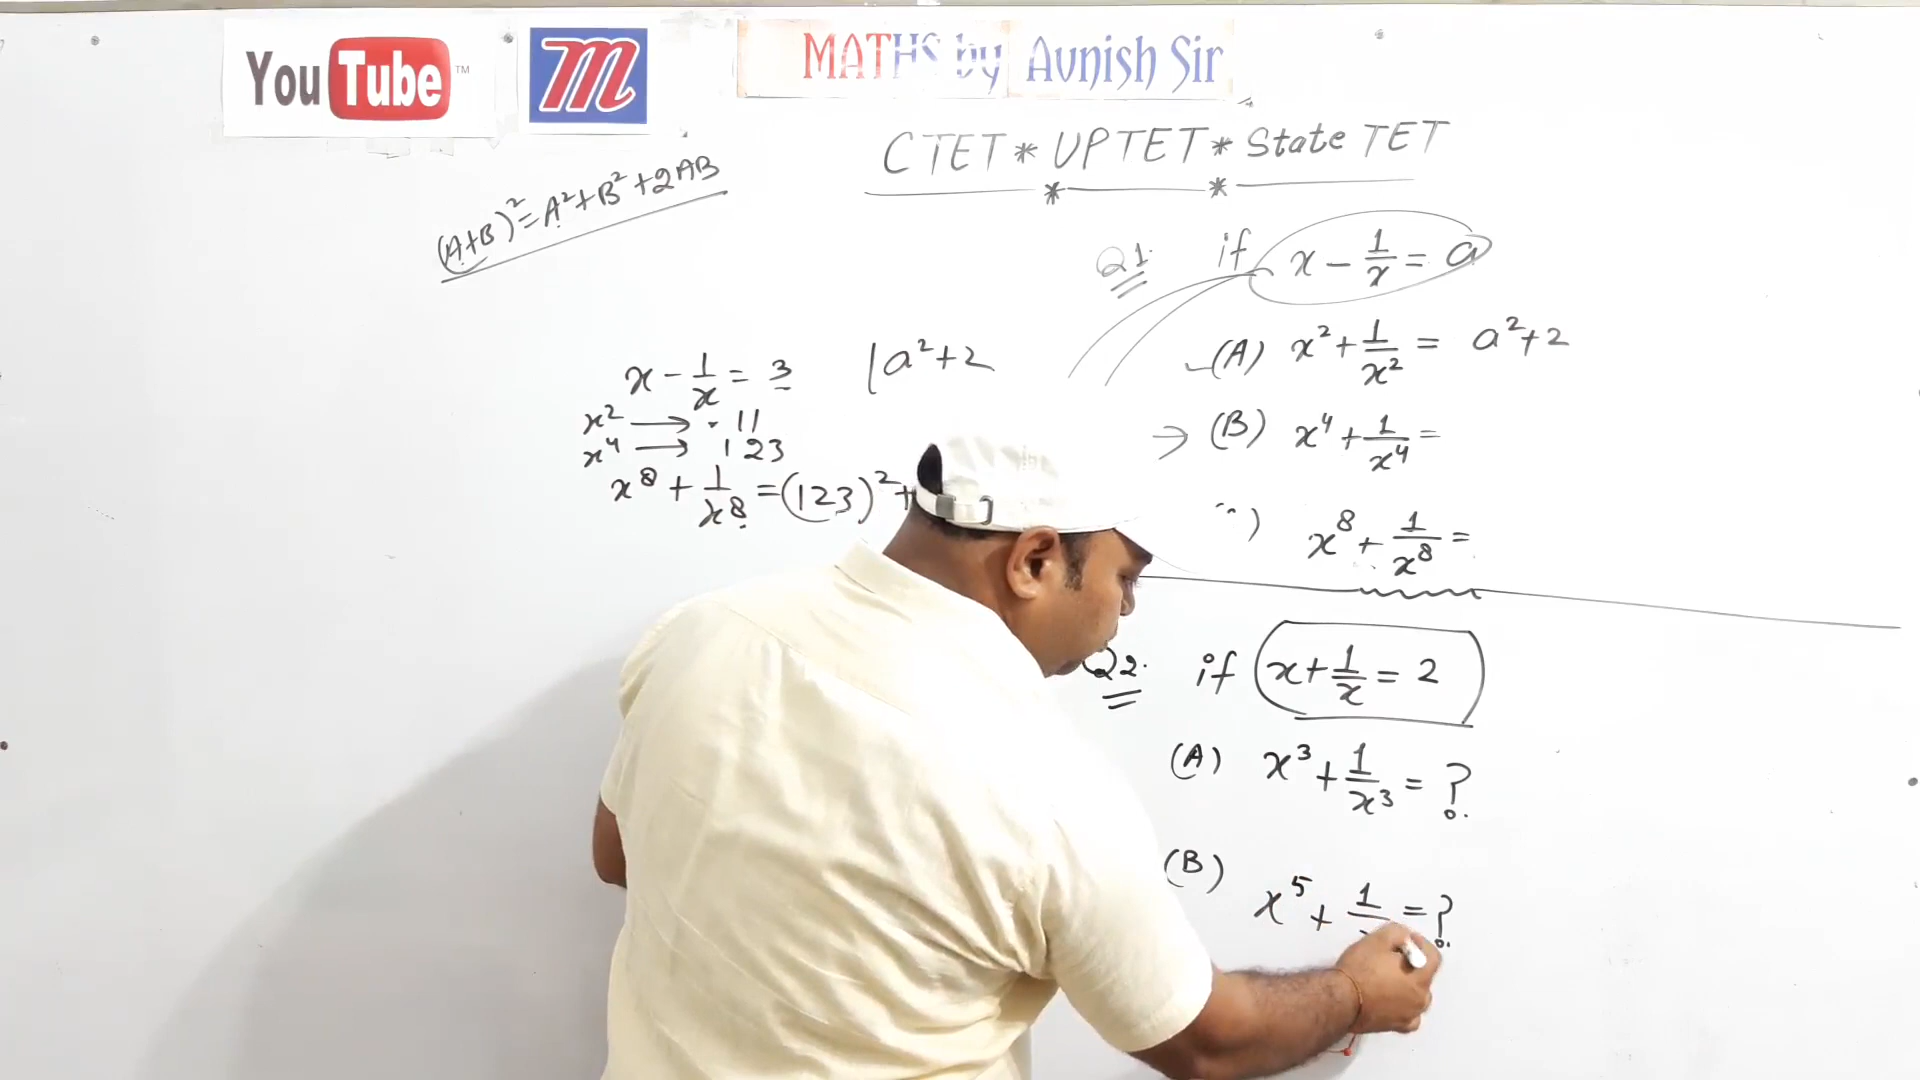 YouTube™
m
MATHS by Avnish Sir
CTET * UPTET * State TET
(A+B)² = A² + B² + 2AB
Q1. if x - 1/x = a
(A) x² + 1/x² = a² + 2
(B) x⁴ + 1/x⁴ =
) x⁸ + 1/x⁸ =
x - 1/x = 3 | a² + 2
x² → 11
x⁴ → 123
x⁸ + 1/x⁸ = (123)² +
Q2. if x + 1/x = 2
(A) x³ + 1/x³ = ?
(B) x⁵ + 1/ = ?